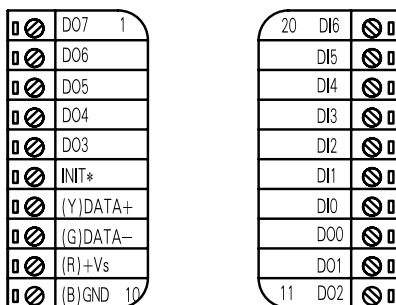 DO7 1
DO6
DO5
DO4
DO3
INIT*
(Y)DATA+
(G)DATA−
(R)+Vs
(B)GND 10
20 DI6
DI5
DI4
DI3
DI2
DI1
DI0
DO0
DO1
11 DO2